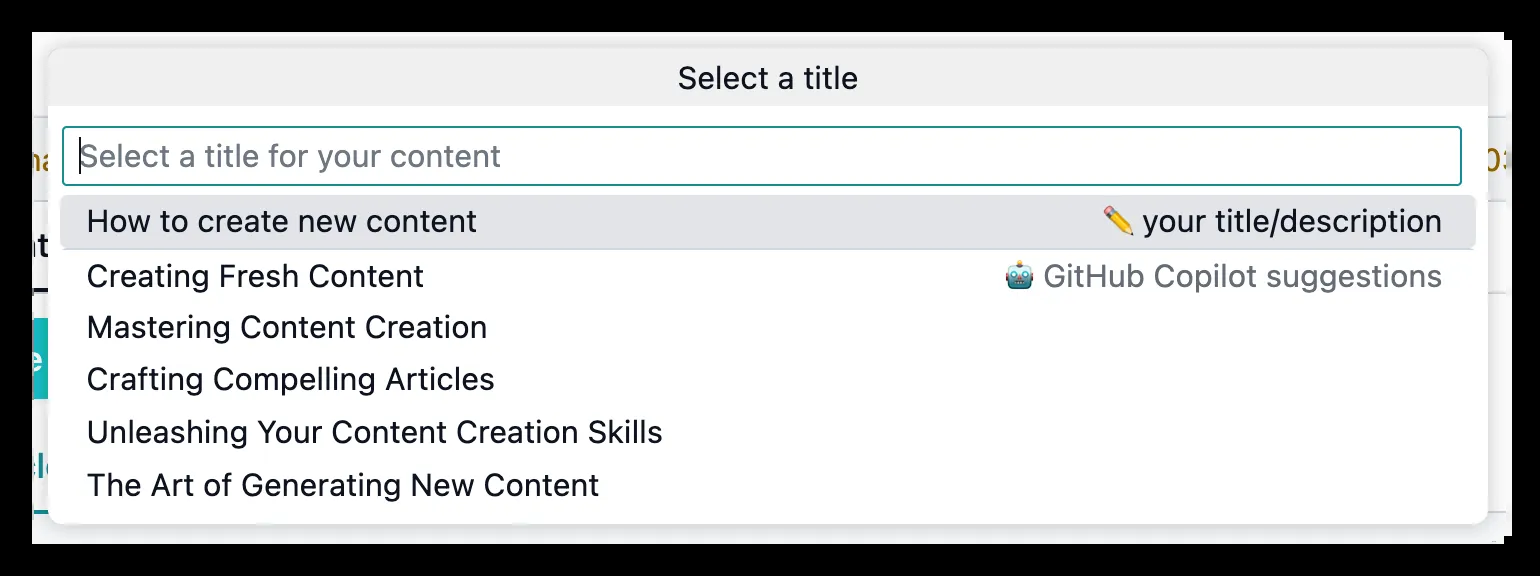 Select a title
Select a title for your content
How to create new content ✏️ your title/description
Creating Fresh Content 🤖 GitHub Copilot suggestions
Mastering Content Creation
Crafting Compelling Articles
Unleashing Your Content Creation Skills
The Art of Generating New Content